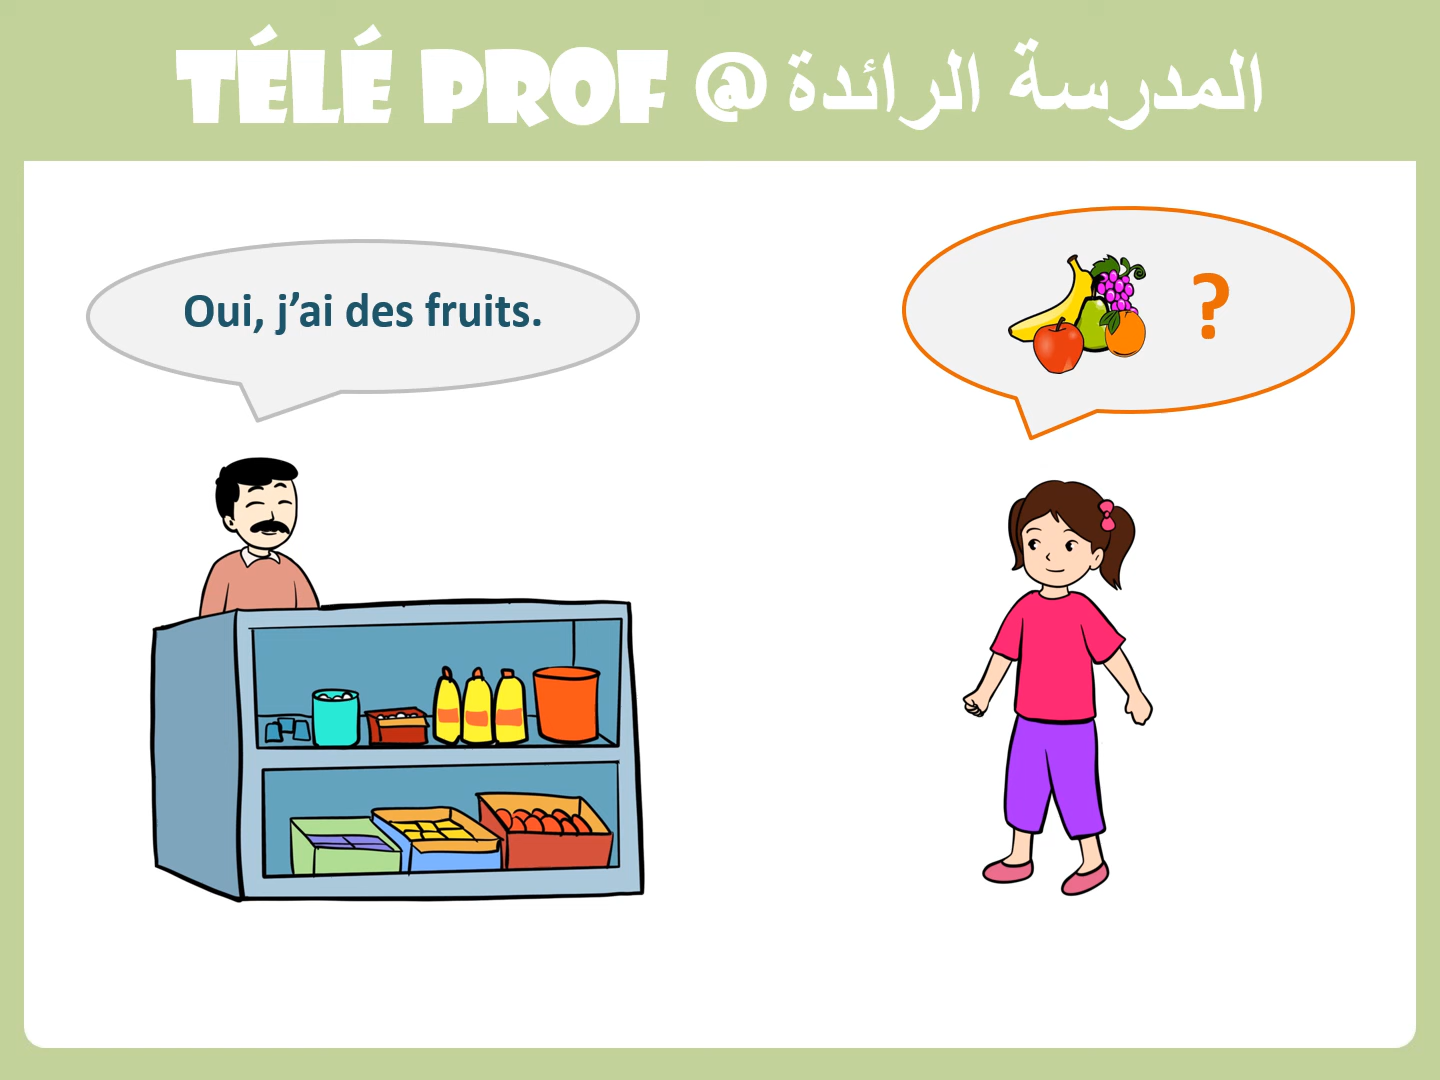 TÉLÉ PROF @ المدرسة الرائدة
Oui, j’ai des fruits.
?